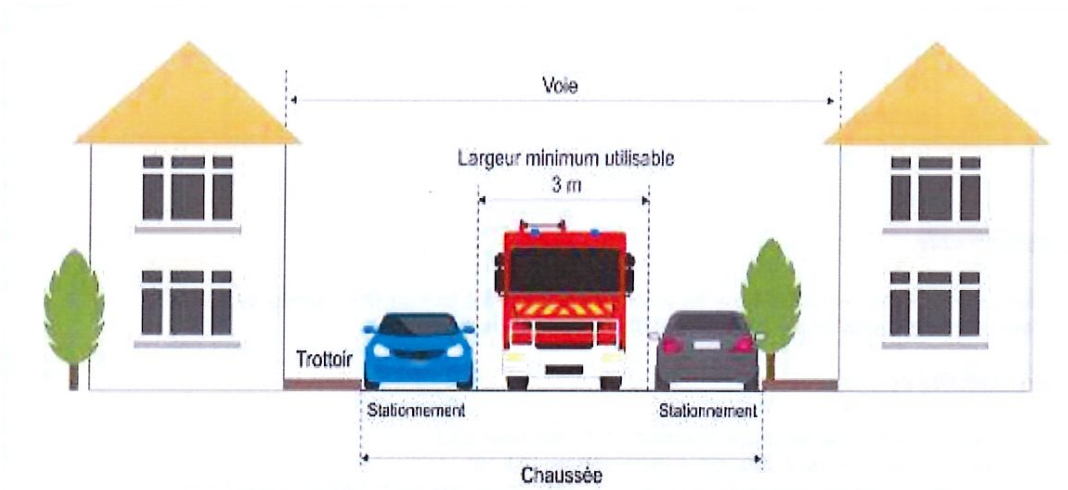 Voie
Largeur minimum utilisable
3 m
Trottoir
Stationnement
Stationnement
Chaussée